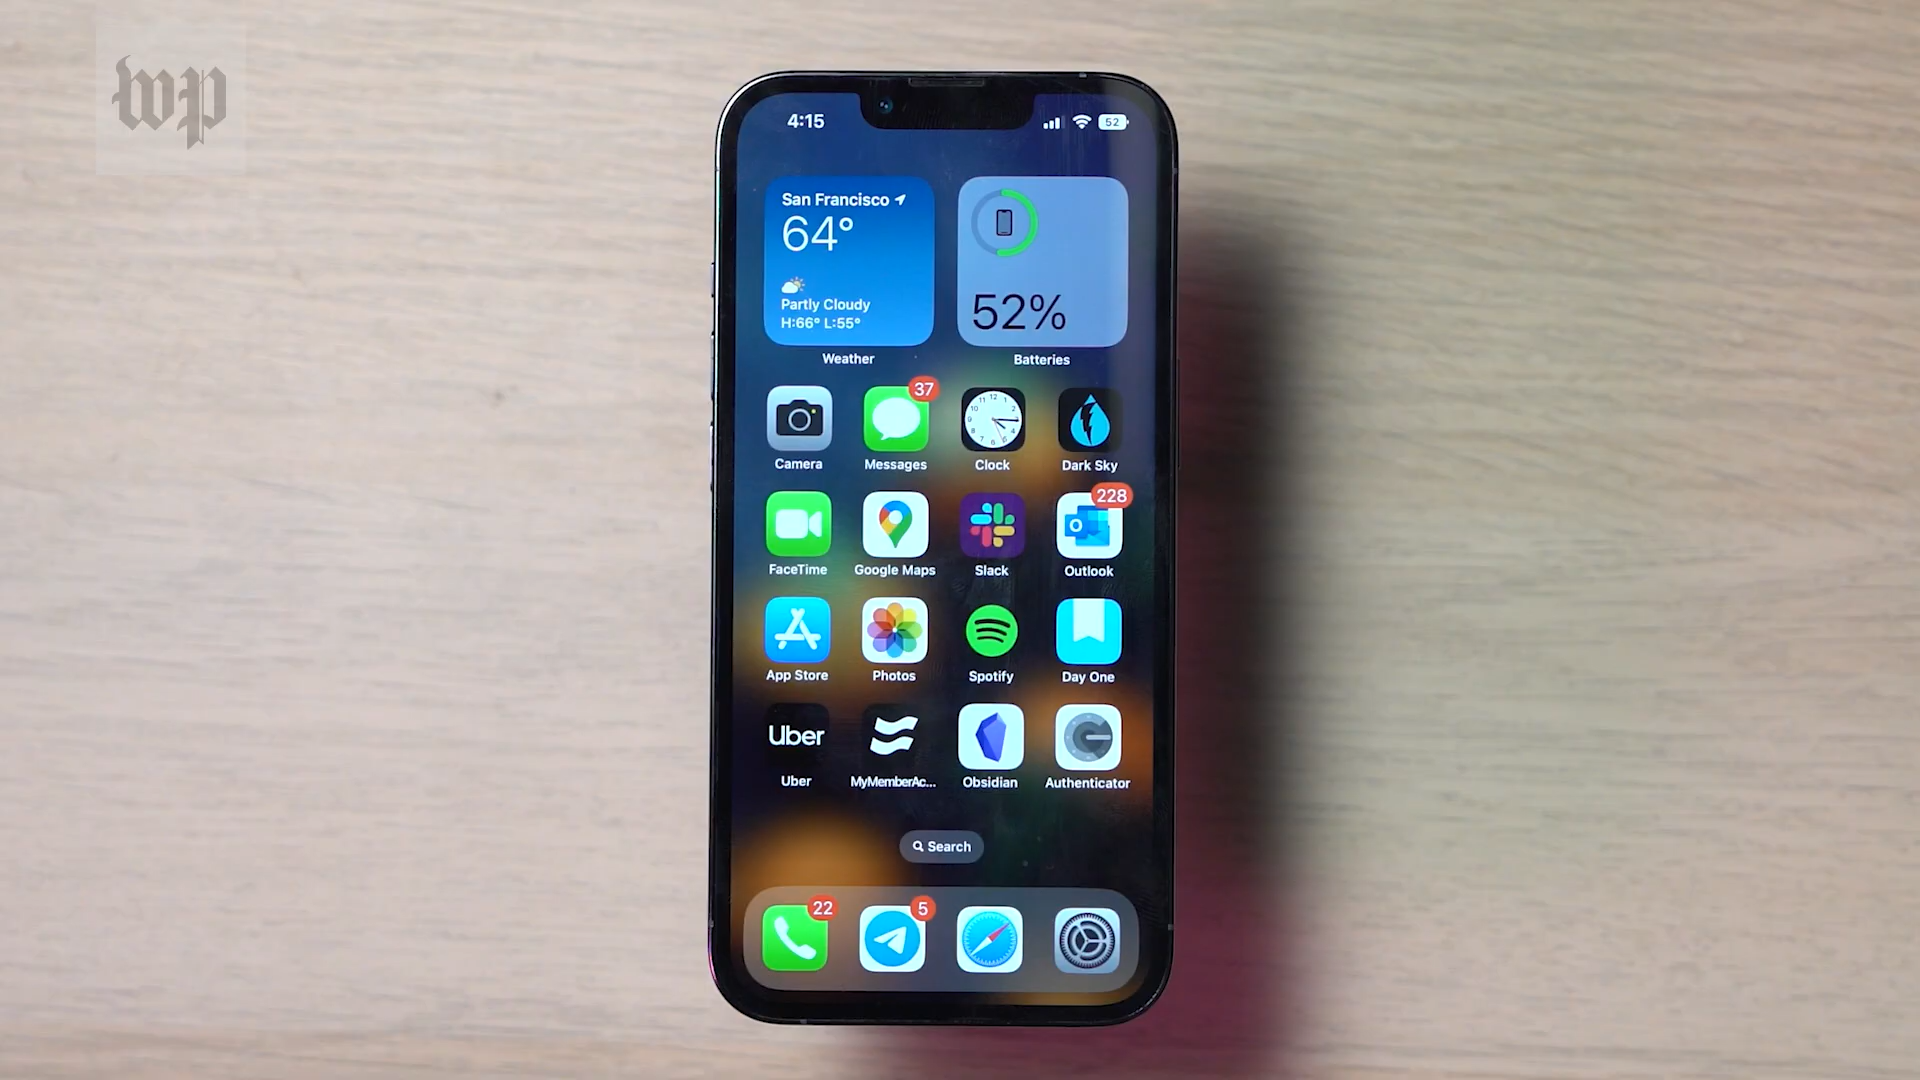 wp
4:15
52
San Francisco
64°
Partly Cloudy
H:66° L:55°
Weather
52%
Batteries
Camera
37
Messages
Clock
Dark Sky
FaceTime
Google Maps
Slack
228
Outlook
App Store
Photos
Spotify
Day One
Uber
Uber
MyMemberAc...
Obsidian
Authenticator
Search
22
5